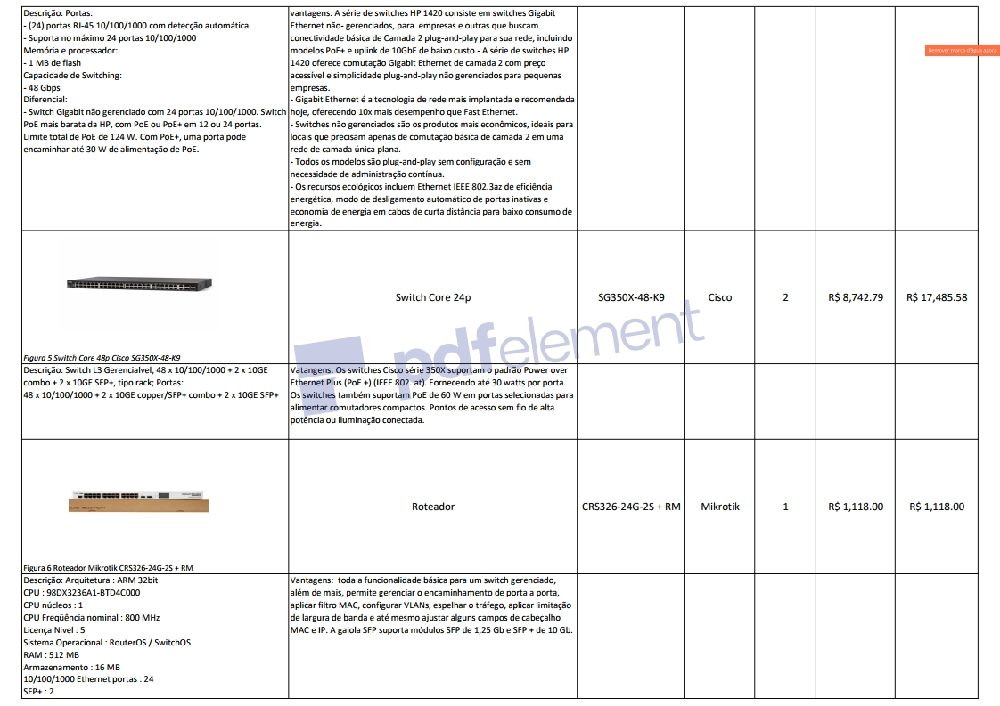 Descrição: Portas:
- (24) portas RJ-45 10/100/1000 com detecção automática
- Suporta no máximo 24 portas 10/100/1000
Memória e processador:
- 1 MB de flash
Capacidade de Switching:
- 48 Gbps
Diferencial:
- Switch Gigabit não gerenciado com 24 portas 10/100/1000. Switch
PoE mais barata da HP, com PoE ou PoE+ em 12 ou 24 portas.
Limite total de PoE de 124 W. Com PoE+, uma porta pode
encaminhar até 30 W de alimentação de PoE.
vantagens: A série de switches HP 1420 consiste em switches Gigabit
Ethernet não- gerenciados, para  empresas e outras que buscam
conectividade básica de Camada 2 plug-and-play para sua rede, incluindo
modelos PoE+ e uplink de 10GbE de baixo custo.- A série de switches HP
1420 oferece comutação Gigabit Ethernet de camada 2 com preço
acessível e simplicidade plug-and-play não gerenciados para pequenas
empresas.
- Gigabit Ethernet é a tecnologia de rede mais implantada e recomendada
hoje, oferecendo 10x mais desempenho que Fast Ethernet.
- Switches não gerenciados são os produtos mais econômicos, ideais para
locais que precisam apenas de comutação básica de camada 2 em uma
rede de camada única plana.
- Todos os modelos são plug-and-play sem configuração e sem
necessidade de administração contínua.
- Os recursos ecológicos incluem Ethernet IEEE 802.3az de eficiência
energética, modo de desligamento automático de portas inativas e
economia de energia em cabos de curta distância para baixo consumo de
energia.
Remover marca d'água agora
Figura 5 Switch Core 48p Cisco SG350X-48-K9
Switch Core 24p
SG350X-48-K9
Cisco
2
R$ 8,742.79
R$ 17,485.58
pdfelement
Descrição: Switch L3 Gerencialvel, 48 x 10/100/1000 + 2 x 10GE
combo + 2 x 10GE SFP+, tipo rack; Portas:
48 x 10/100/1000 + 2 x 10GE copper/SFP+ combo + 2 x 10GE SFP+
Vatangens: Os switches Cisco série 350X suportam o padrão Power over
Ethernet Plus (PoE +) (IEEE 802. at). Fornecendo até 30 watts por porta.
Os switches também suportam PoE de 60 W em portas selecionadas para
alimentar comutadores compactos. Pontos de acesso sem fio de alta
potência ou iluminação conectada.
Figura 6 Roteador Mikrotik CRS326-24G-2S + RM
Roteador
CRS326-24G-2S + RM
Mikrotik
1
R$ 1,118.00
R$ 1,118.00
Descrição: Arquitetura : ARM 32bit
CPU : 98DX3236A1-BTD4C000
CPU núcleos : 1
CPU Freqüência nominal : 800 MHz
Licença Nivel : 5
Sistema Operacional : RouterOS / SwitchOS
RAM : 512 MB
Armazenamento : 16 MB
10/100/1000 Ethernet portas : 24
SFP+ : 2
Vantagens:  toda a funcionalidade básica para um switch gerenciado,
além de mais, permite gerenciar o encaminhamento de porta a porta,
aplicar filtro MAC, configurar VLANs, espelhar o tráfego, aplicar limitação
de largura de banda e até mesmo ajustar alguns campos de cabeçalho
MAC e IP. A gaiola SFP suporta módulos SFP de 1,25 Gb e SFP + de 10 Gb.